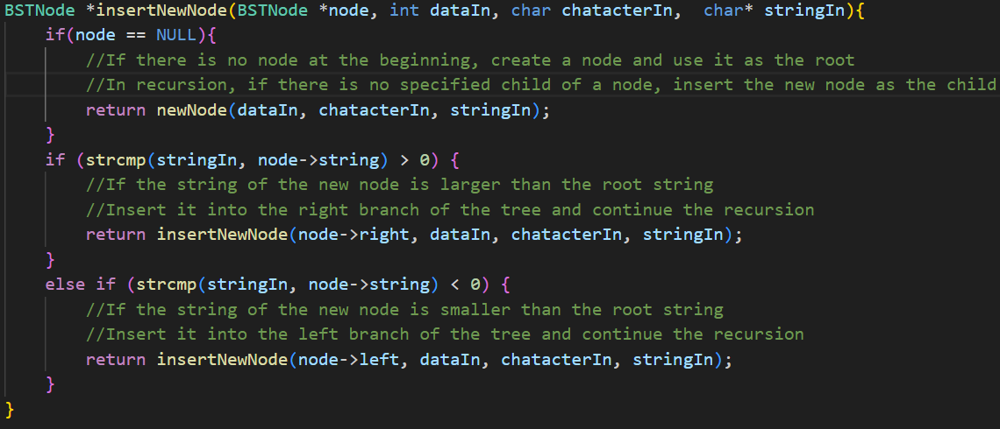 BSTNode *insertNewNode(BSTNode *node, int dataIn, char chatacterIn,  char* stringIn){
    if(node == NULL){
        //If there is no node at the beginning, create a node and use it as the root
        //In recursion, if there is no specified child of a node, insert the new node as the child
        return newNode(dataIn, chatacterIn, stringIn);
    }
    if (strcmp(stringIn, node->string) > 0) {
        //If the string of the new node is larger than the root string
        //Insert it into the right branch of the tree and continue the recursion
        return insertNewNode(node->right, dataIn, chatacterIn, stringIn);
    }
    else if (strcmp(stringIn, node->string) < 0) {
        //If the string of the new node is smaller than the root string
        //Insert it into the left branch of the tree and continue the recursion
        return insertNewNode(node->left, dataIn, chatacterIn, stringIn);
    }
}